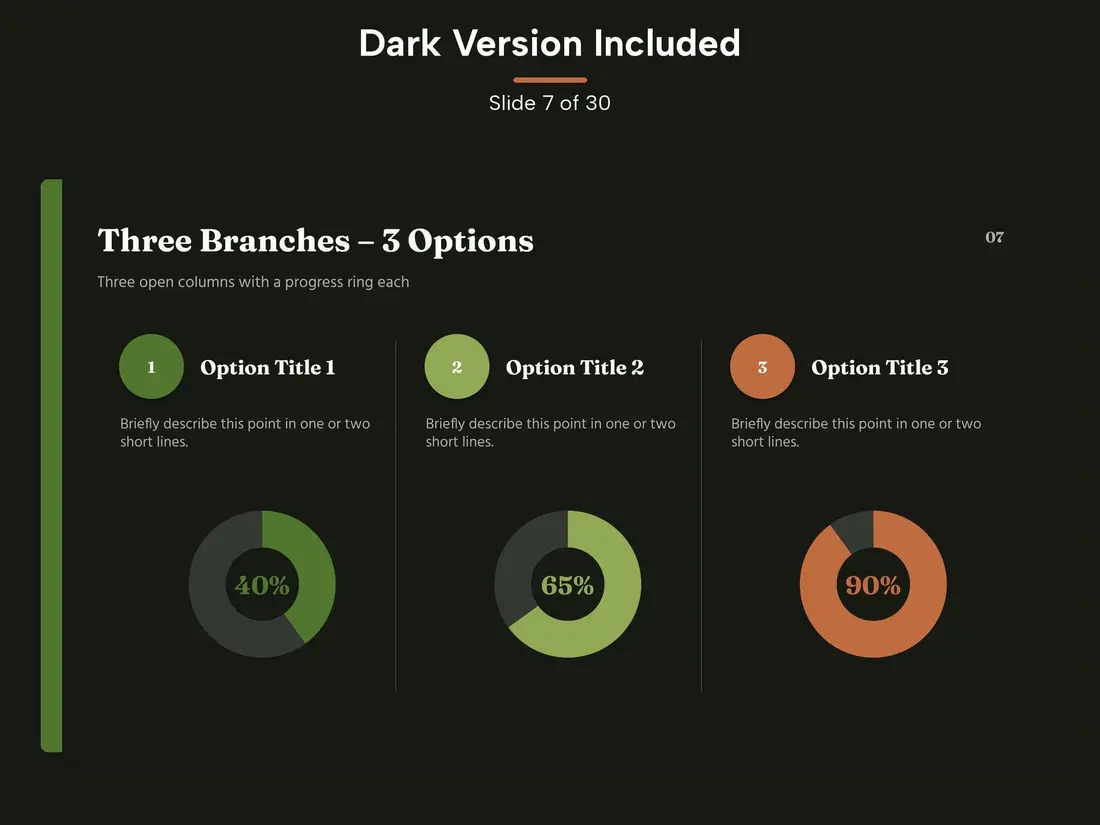 Dark Version Included
Slide 7 of 30
Three Branches – 3 Options
07
Three open columns with a progress ring each
1
Option Title 1
Briefly describe this point in one or two
short lines.
40%
2
Option Title 2
Briefly describe this point in one or two
short lines.
65%
3
Option Title 3
Briefly describe this point in one or two
short lines.
90%